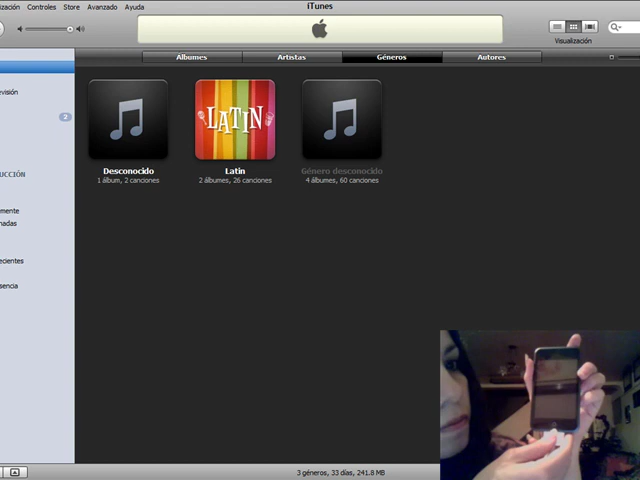 iTunes
ización Controles Store Avanzado Ayuda
Visualización
Álbumes Artistas Géneros Autores
evisión
2
UCCIÓN
mente
nadas
ecientes
sencia
LATIN
Desconocido
1 álbum, 2 canciones
Latin
2 álbumes, 26 canciones
Género desconocido
4 álbumes, 60 canciones
3 géneros, 33 días, 241.8 MB